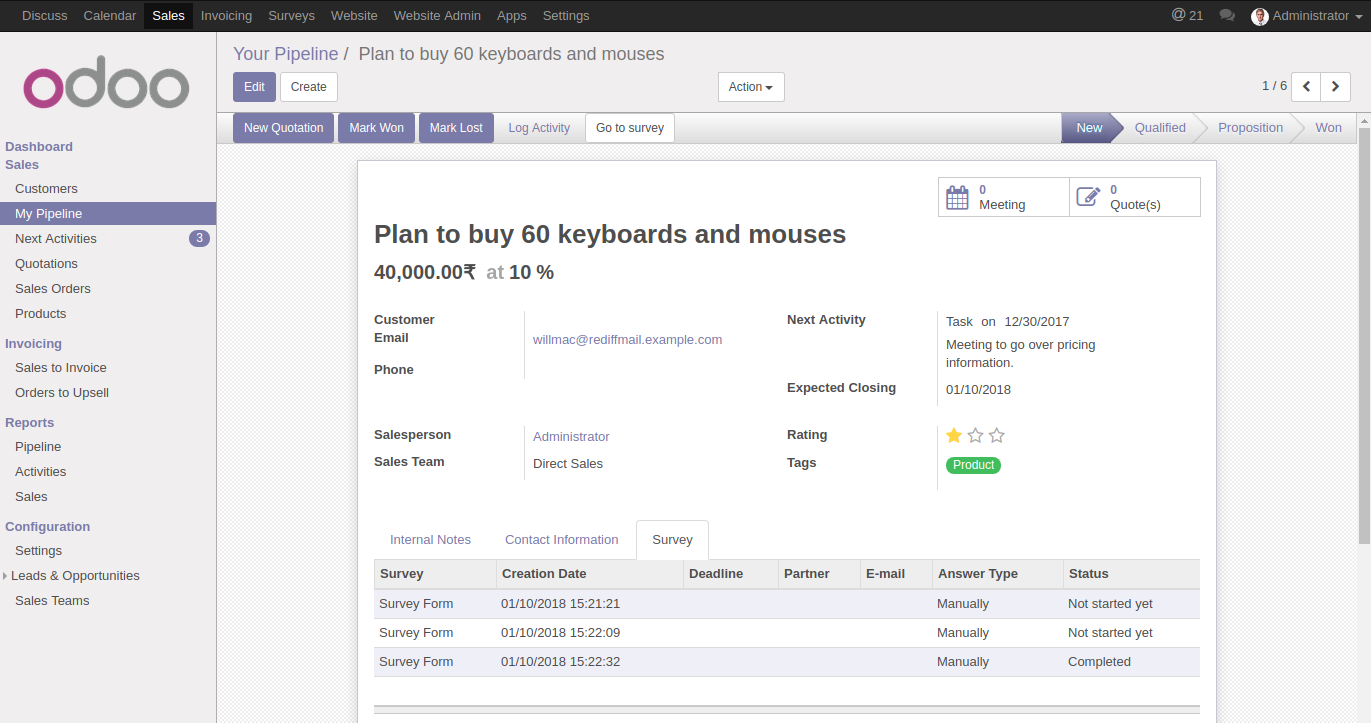 Discuss Calendar Sales Invoicing Surveys Website Website Admin Apps Settings @ 21 Administrator
odoo
Your Pipeline / Plan to buy 60 keyboards and mouses
Edit Create Action 1 / 6
New Quotation Mark Won Mark Lost Log Activity Go to survey New Qualified Proposition Won
Dashboard
Sales
Customers
My Pipeline
Next Activities 3
Quotations
Sales Orders
Products
Invoicing
Sales to Invoice
Orders to Upsell
Reports
Pipeline
Activities
Sales
Configuration
Settings
Leads & Opportunities
Sales Teams
0 Meeting
0 Quote(s)
Plan to buy 60 keyboards and mouses
40,000.00₹ at 10 %
Customer
Email willmac@rediffmail.example.com
Phone
Next Activity Task on 12/30/2017
Meeting to go over pricing
information.
Expected Closing 01/10/2018
Salesperson Administrator
Sales Team Direct Sales
Rating
Tags Product
Internal Notes Contact Information Survey
Survey Creation Date Deadline Partner E-mail Answer Type Status
Survey Form 01/10/2018 15:21:21 Manually Not started yet
Survey Form 01/10/2018 15:22:09 Manually Not started yet
Survey Form 01/10/2018 15:22:32 Manually Completed